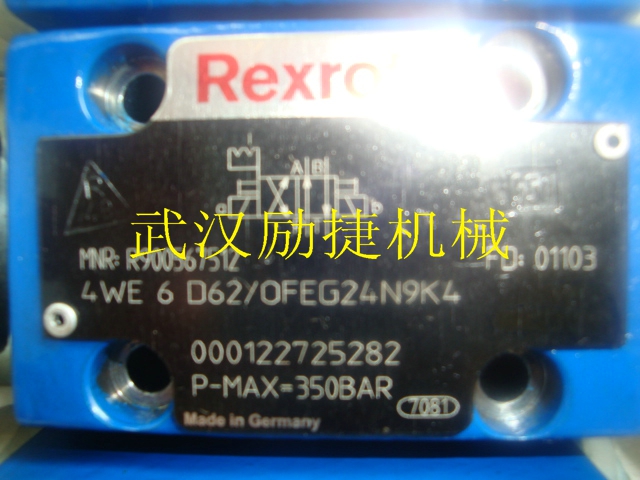 Rexro
A B
a b
武汉励捷机械
MNR: R900567512
FD: 01103
4WE 6 D62/OFEG24N9K4
000122725282
P-MAX=350BAR
7081
Made in Germany